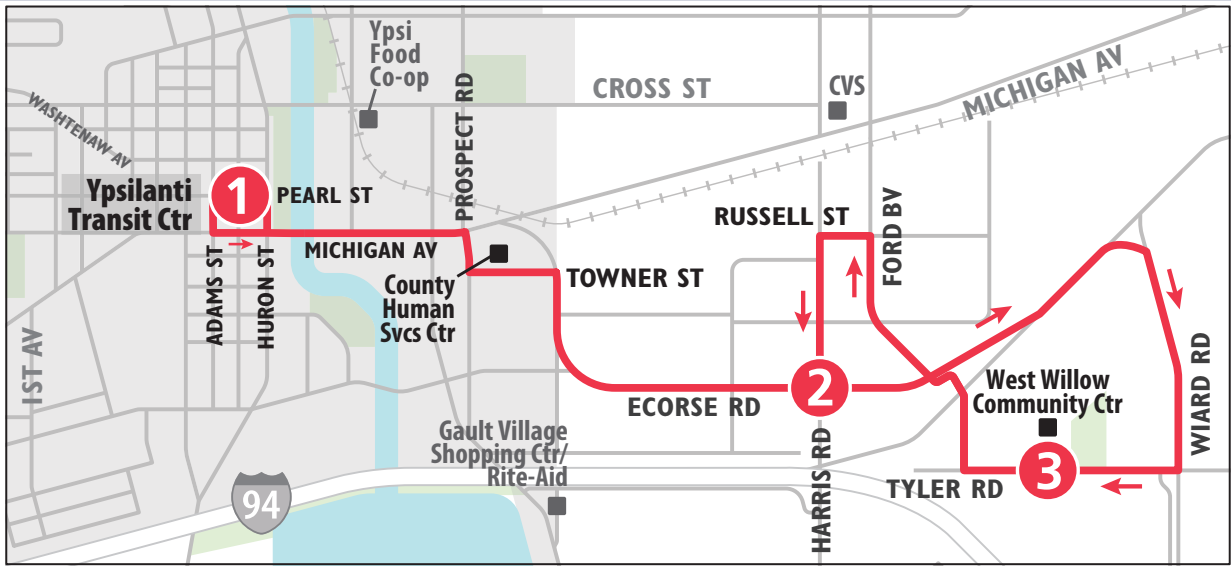 Ypsi
Food
Co-op
PROSPECT RD
CROSS ST
CVS
MICHIGAN AV
WASHTENAW AV
Ypsilanti
Transit Ctr
1
PEARL ST
MICHIGAN AV
ADAMS ST
HURON ST
County
Human
Svcs Ctr
TOWNER ST
RUSSELL ST
FORD BV
1ST AV
ECORSE RD
2
HARRIS RD
West Willow
Community Ctr
WIARD RD
Gault Village
Shopping Ctr/
Rite-Aid
3
TYLER RD
94